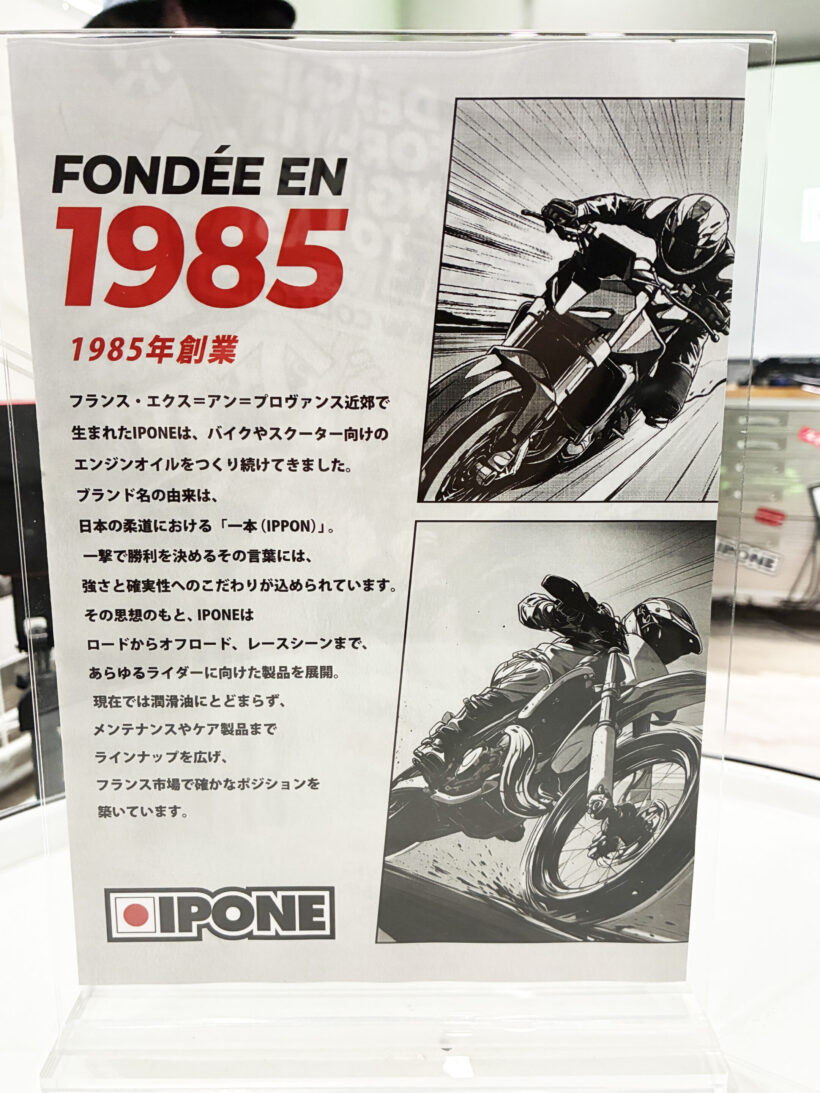 FONDÉE EN
1985
1985年創業
フランス・エクス＝アン＝プロヴァンス近郊で
生まれたIPONEは、バイクやスクーター向けの
エンジンオイルをつくり続けてきました。
ブランド名の由来は、
日本の柔道における「一本（IPPON）」。
一撃で勝利を決めるその言葉には、
強さと確実性へのこだわりが込められています。
その思想のもと、IPONEは
ロードからオフロード、レースシーンまで、
あらゆるライダーに向けた製品を展開。
現在では潤滑油にとどまらず、
メンテナンスやケア製品まで
ラインナップを広げ、
フランス市場で確かなポジションを
築いています。
IPONE
IPONE